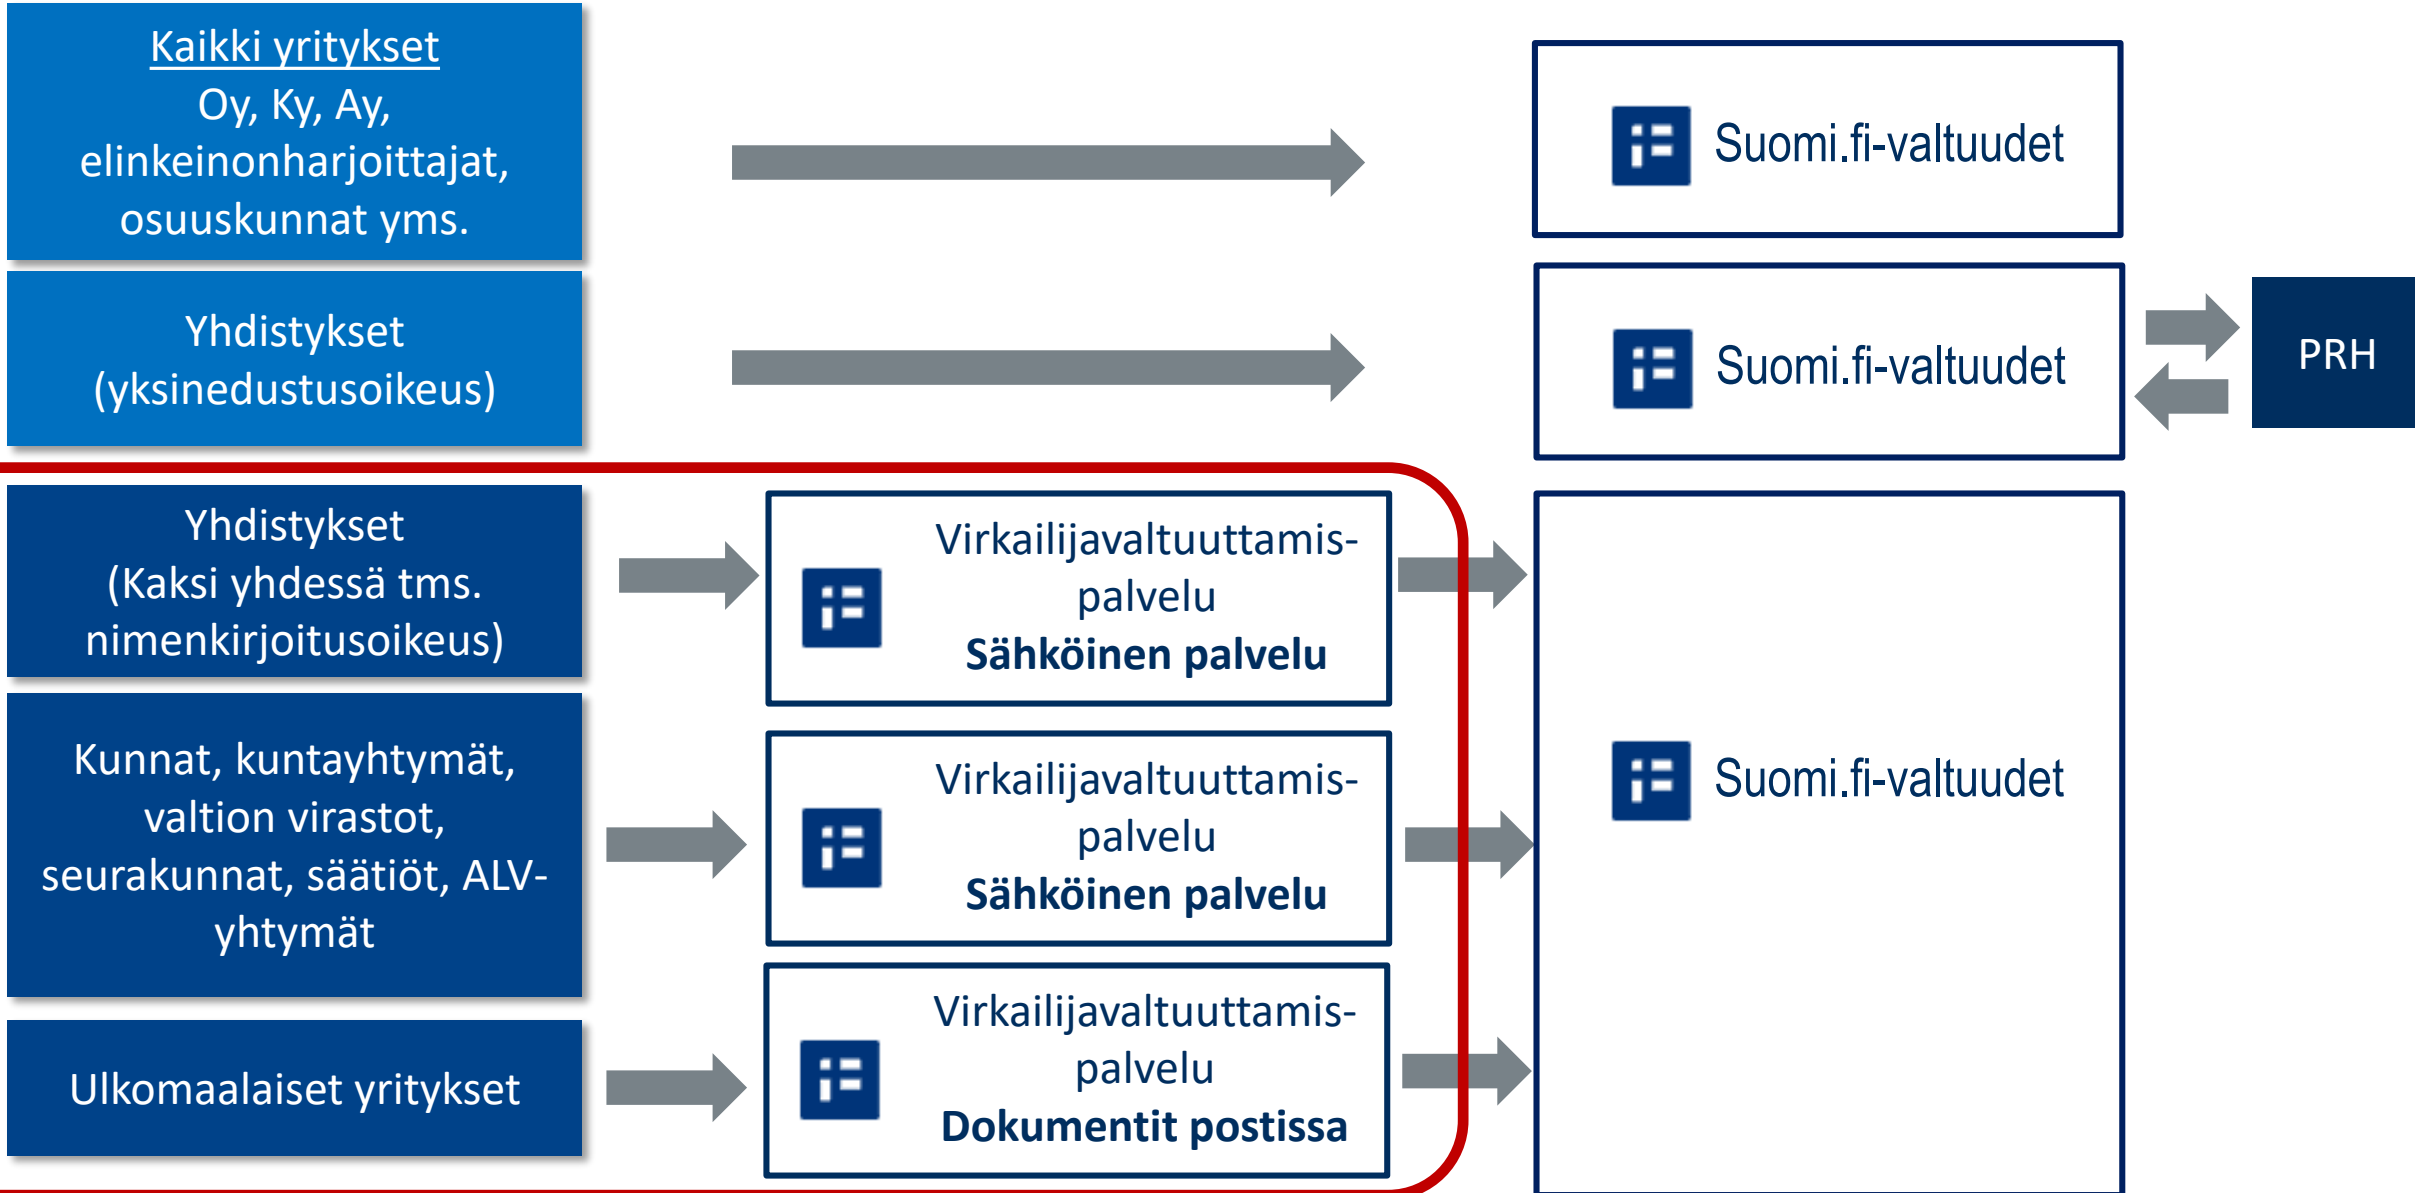 Kaikki yritykset
Oy, Ky, Ay,
elinkeinonharjoittajat,
osuuskunnat yms.
Suomi.fi-valtuudet
Yhdistykset
(yksinedustusoikeus)
Suomi.fi-valtuudet
PRH
Yhdistykset
(Kaksi yhdessä tms.
nimenkirjoitusoikeus)
Virkailijavaltuuttamis-
palvelu
Sähköinen palvelu
Kunnat, kuntayhtymät,
valtion virastot,
seurakunnat, säätiöt, ALV-
yhtymät
Virkailijavaltuuttamis-
palvelu
Sähköinen palvelu
Suomi.fi-valtuudet
Ulkomaalaiset yritykset
Virkailijavaltuuttamis-
palvelu
Dokumentit postissa